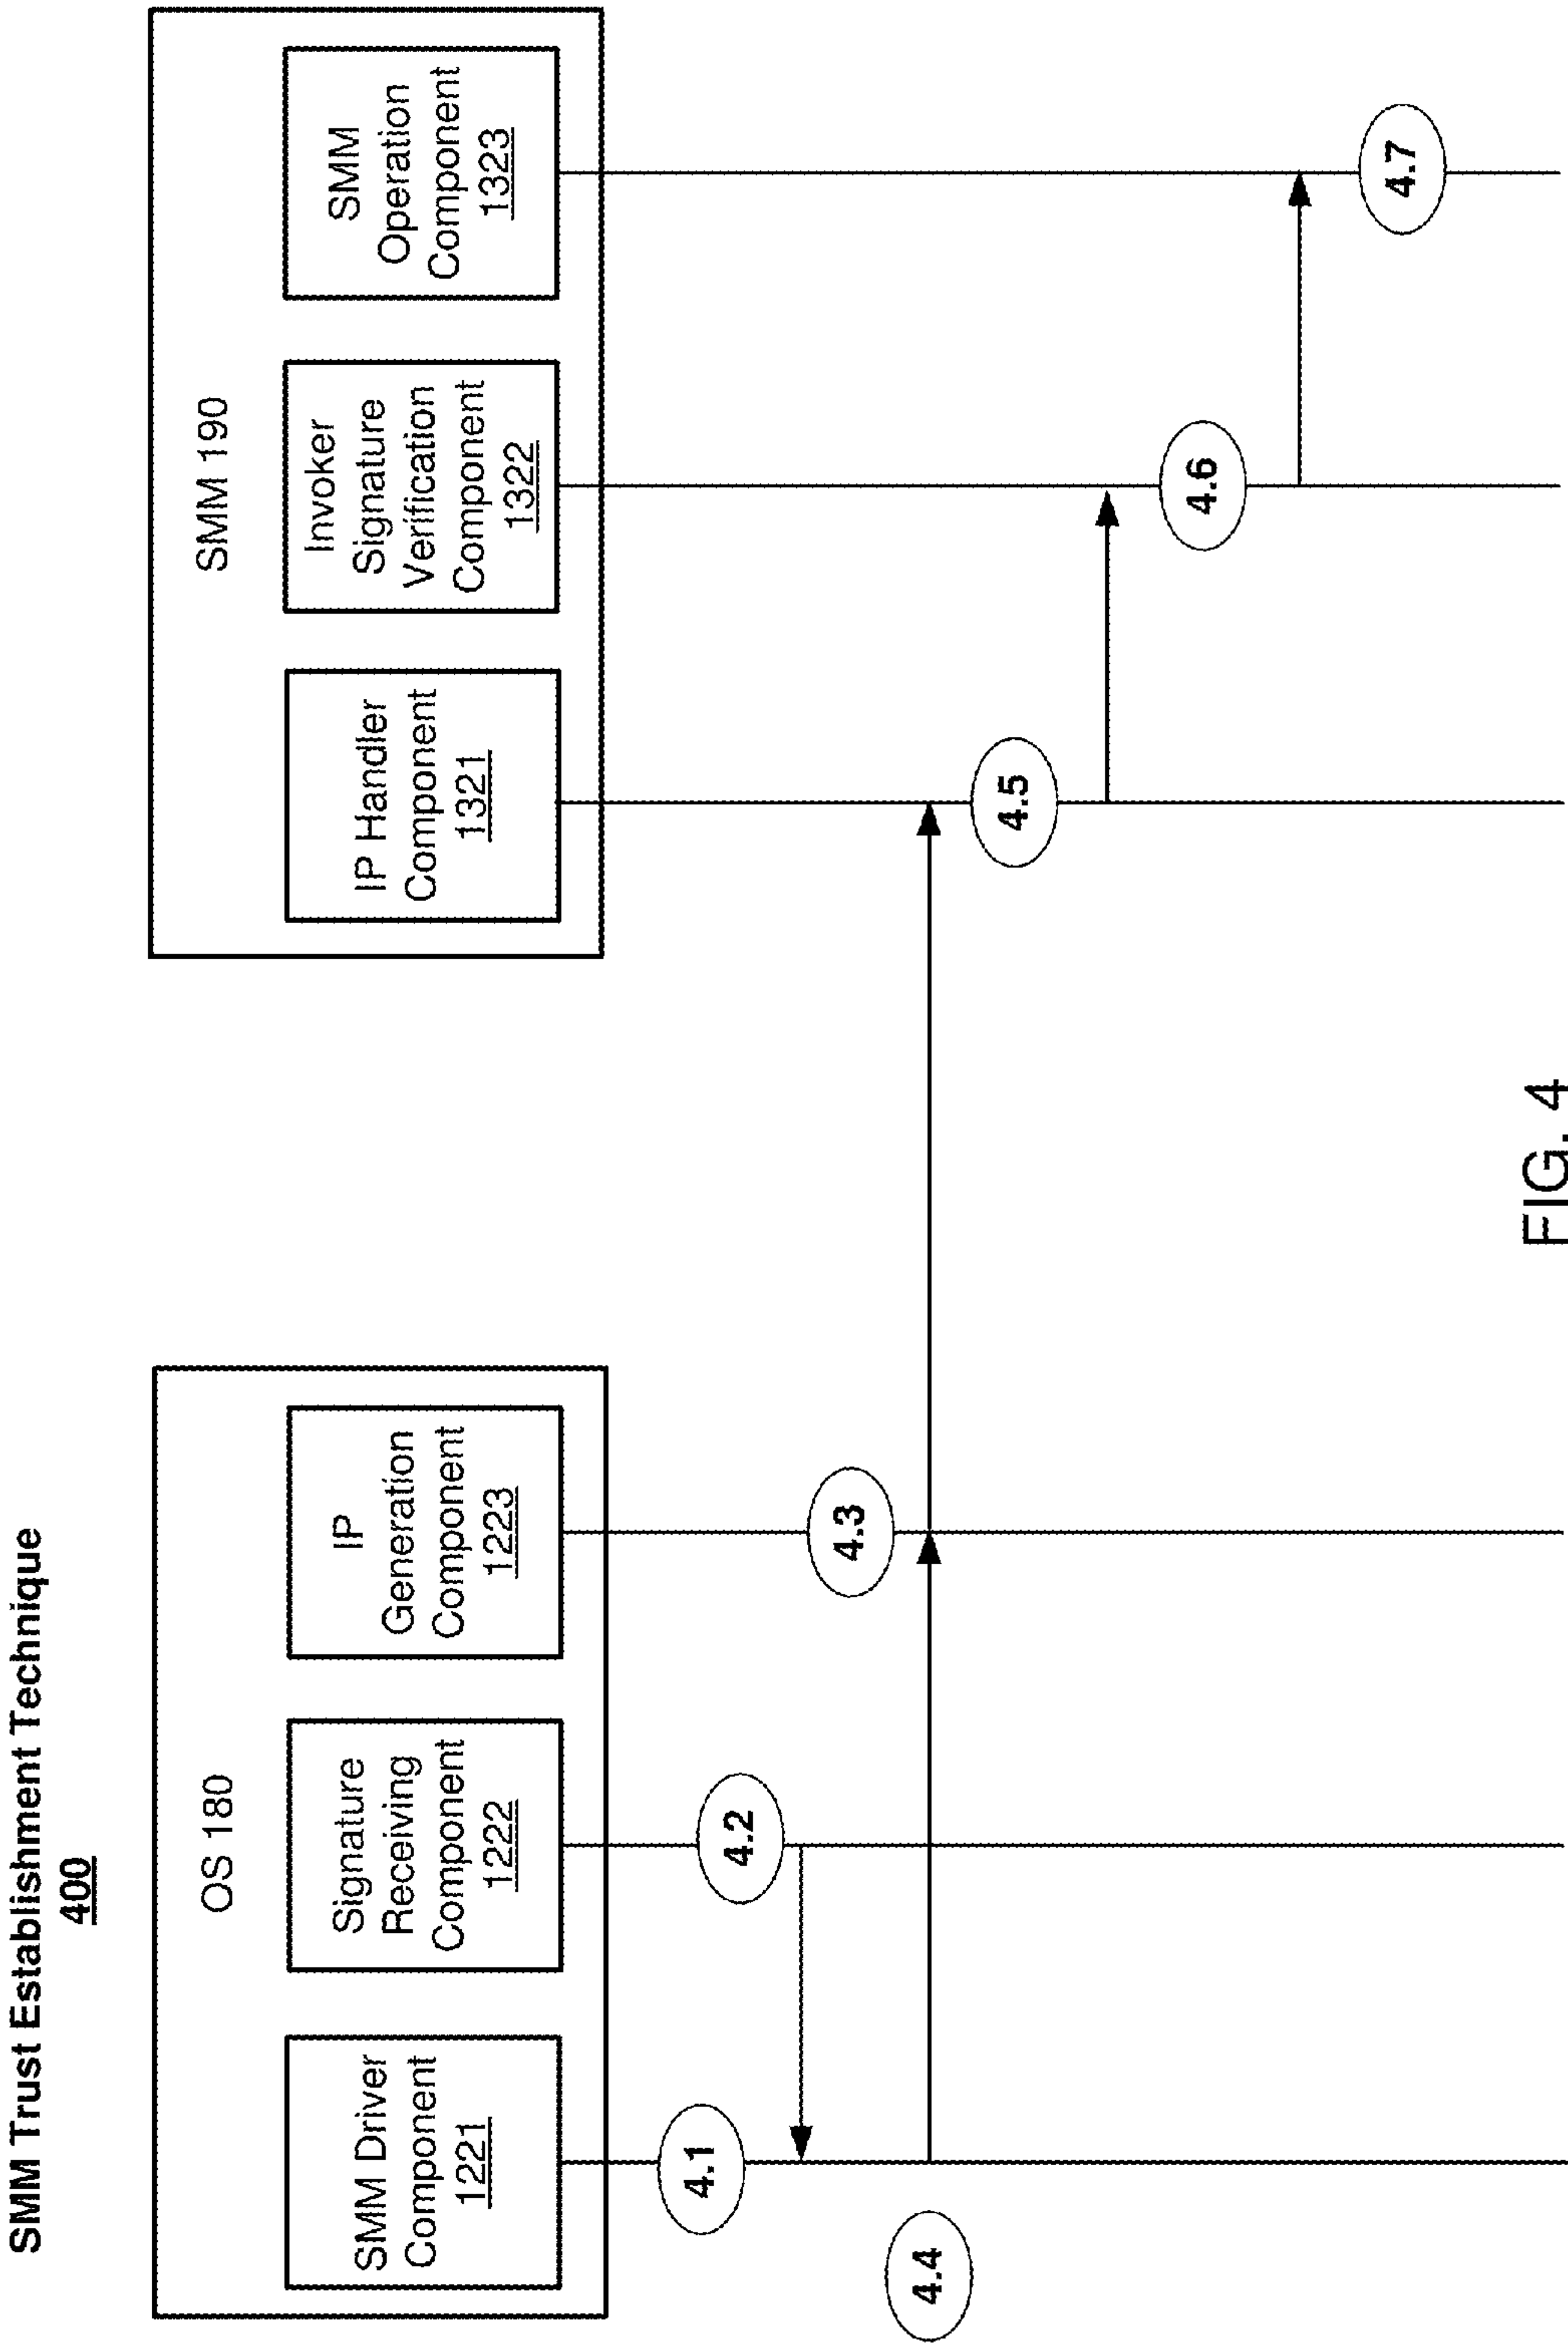 SMM Trust Establishment Technique
400
OS 180
SMM Driver
Component
1221
Signature
Receiving
Component
1222
IP
Generation
Component
1223
SMM 190
IP Handler
Component
1321
Invoker
Signature
Verification
Component
1322
SMM
Operation
Component
1323
4.1
4.2
4.3
4.4
4.5
4.6
4.7
FIG. 4